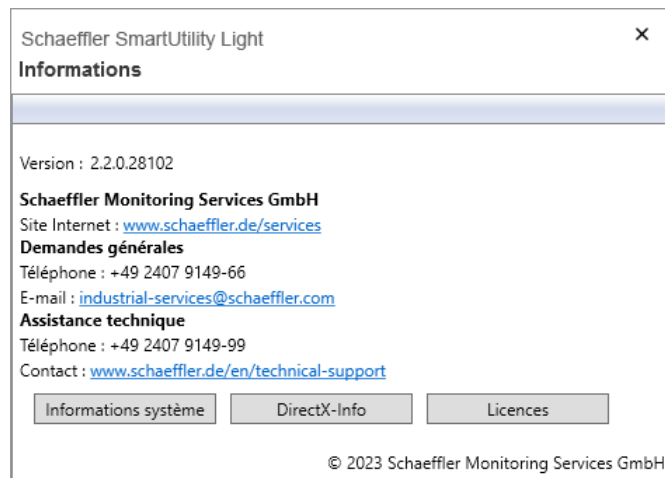 Schaeffler SmartUtility Light
Informations
Version : 2.2.0.28102
Schaeffler Monitoring Services GmbH
Site Internet : www.schaeffler.de/services
Demandes générales
Téléphone : +49 2407 9149-66
E-mail : industrial-services@schaeffler.com
Assistance technique
Téléphone : +49 2407 9149-99
Contact : www.schaeffler.de/en/technical-support
Informations système DirectX-Info Licences
© 2023 Schaeffler Monitoring Services GmbH